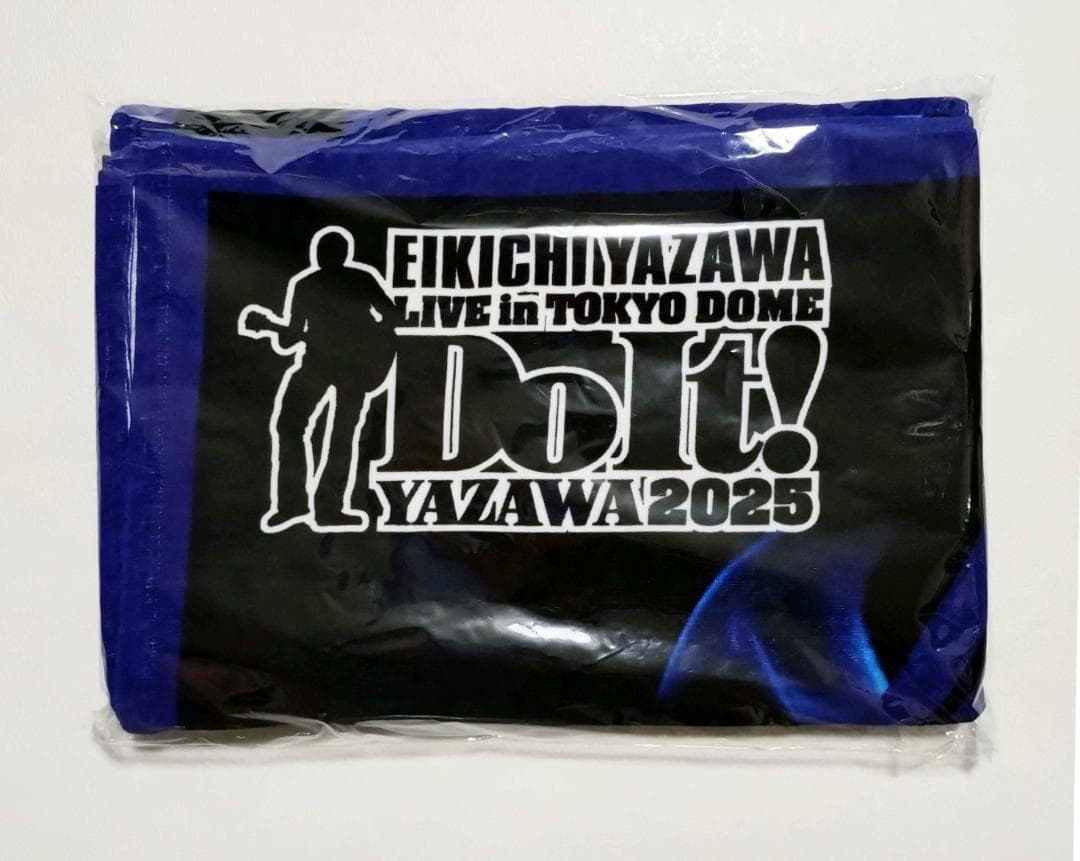 EIKICHI YAZAWA
LIVE in TOKYO DOME
Do It!
YAZAWA 2025